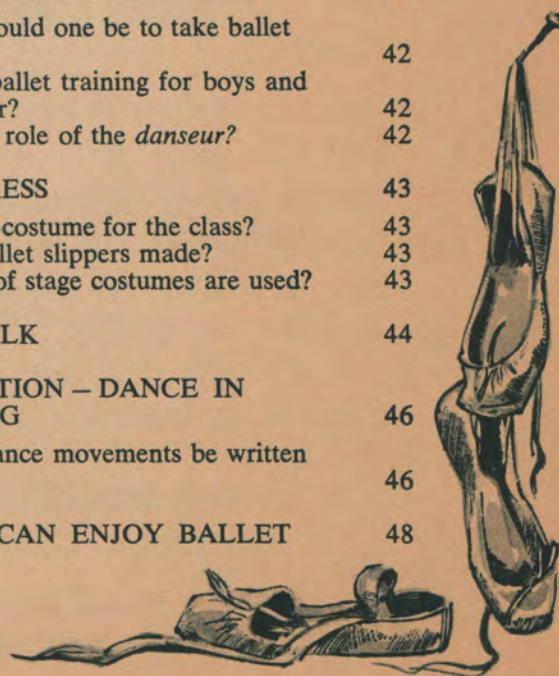 ould one be to take ballet
42
allet training for boys and
r? 42
role of the danseur? 42
RESS 43
costume for the class? 43
llet slippers made? 43
of stage costumes are used? 43
LK 44
TION – DANCE IN
G 46
ance movements be written
46
CAN ENJOY BALLET 48